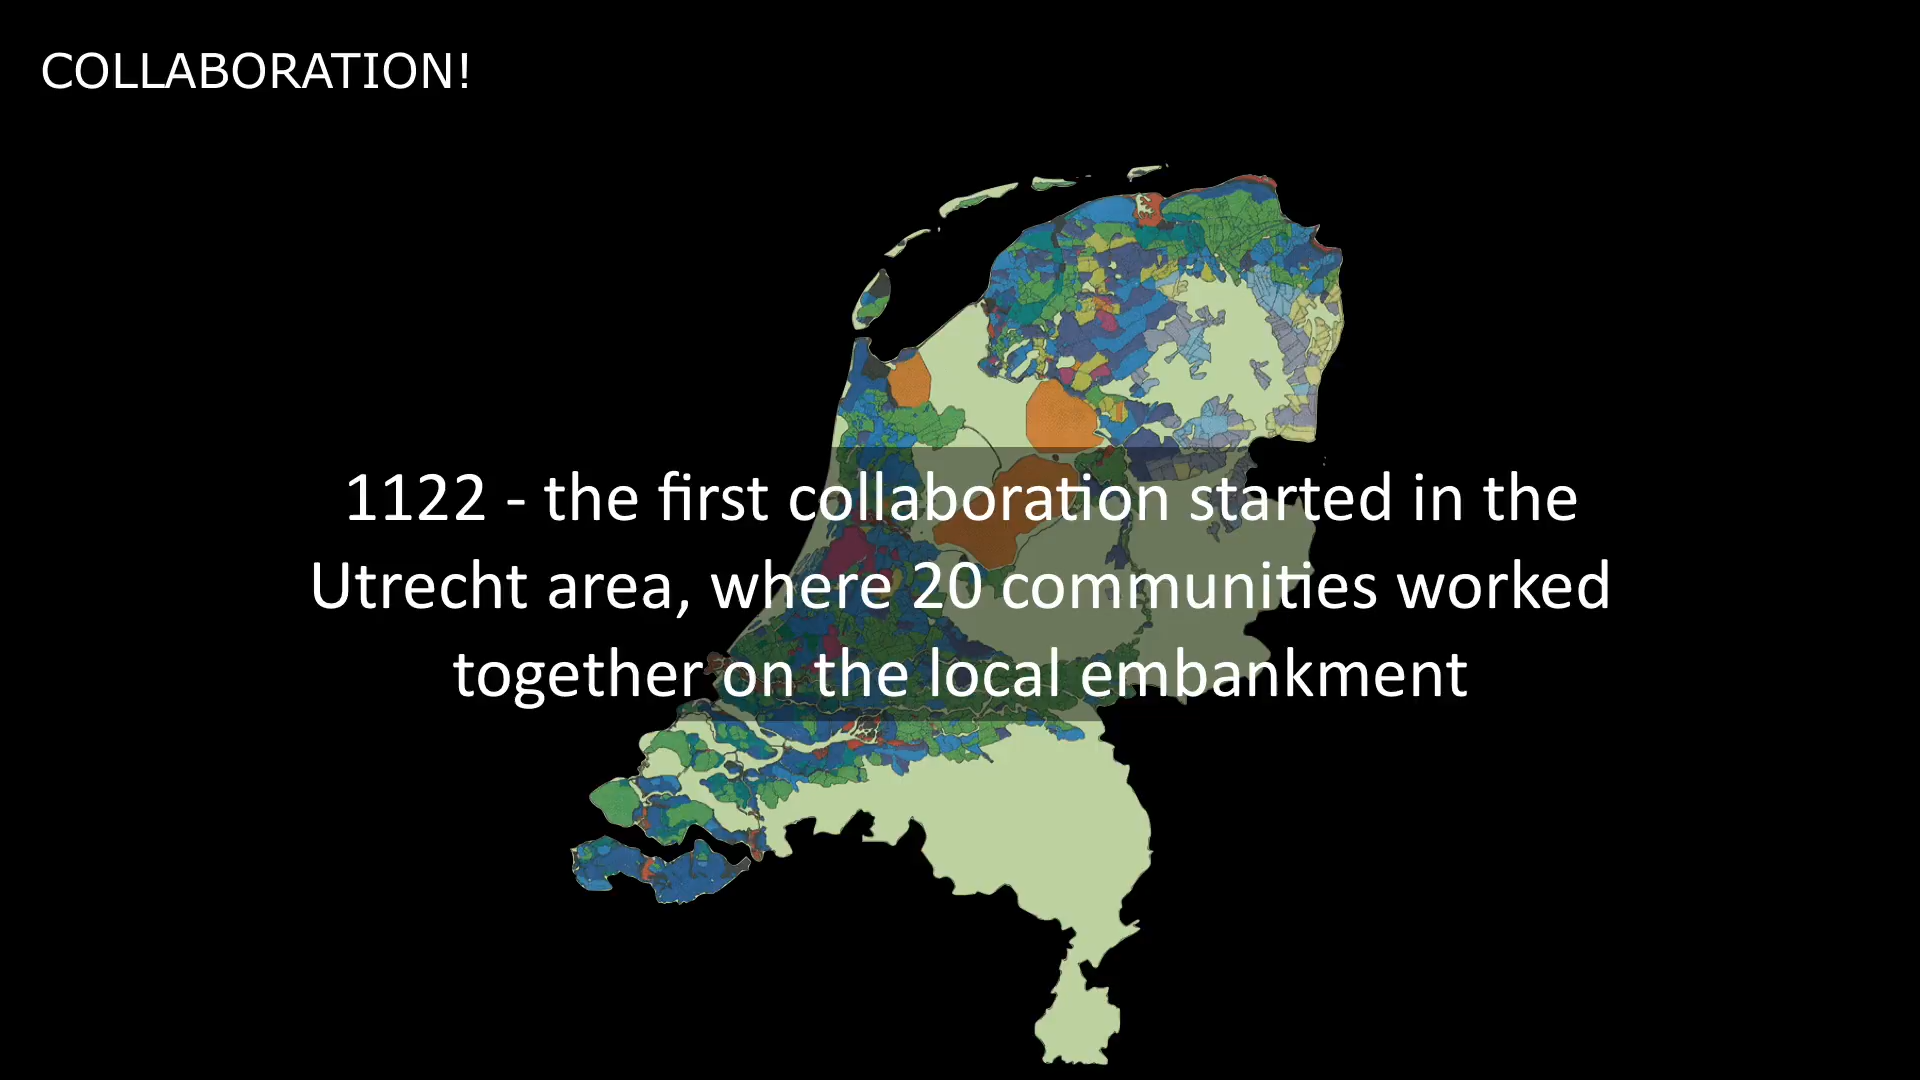 COLLABORATION!
1122 - the first collaboration started in the
Utrecht area, where 20 communities worked
together on the local embankment